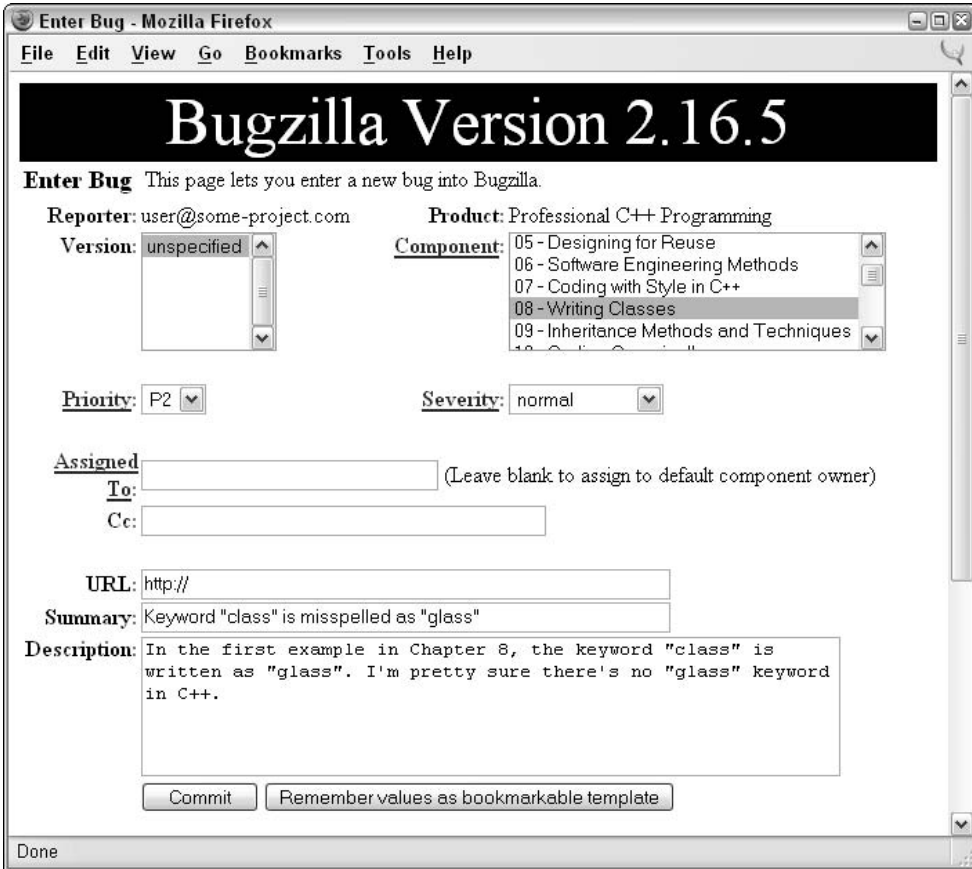 Enter Bug - Mozilla Firefox
File Edit View Go Bookmarks Tools Help
Bugzilla Version 2.16.5
Enter Bug This page lets you enter a new bug into Bugzilla.
Reporter: user@some-project.com Product: Professional C++ Programming
Version: unspecified Component: 05 - Designing for Reuse
06 - Software Engineering Methods
07 - Coding with Style in C++
08 - Writing Classes
09 - Inheritance Methods and Techniques
Priority: P2 Severity: normal
Assigned
To: (Leave blank to assign to default component owner)
Cc:
URL: http://
Summary: Keyword "class" is misspelled as "glass"
Description: In the first example in Chapter 8, the keyword "class" is
written as "glass". I'm pretty sure there's no "glass" keyword
in C++.
Commit Remember values as bookmarkable template
Done